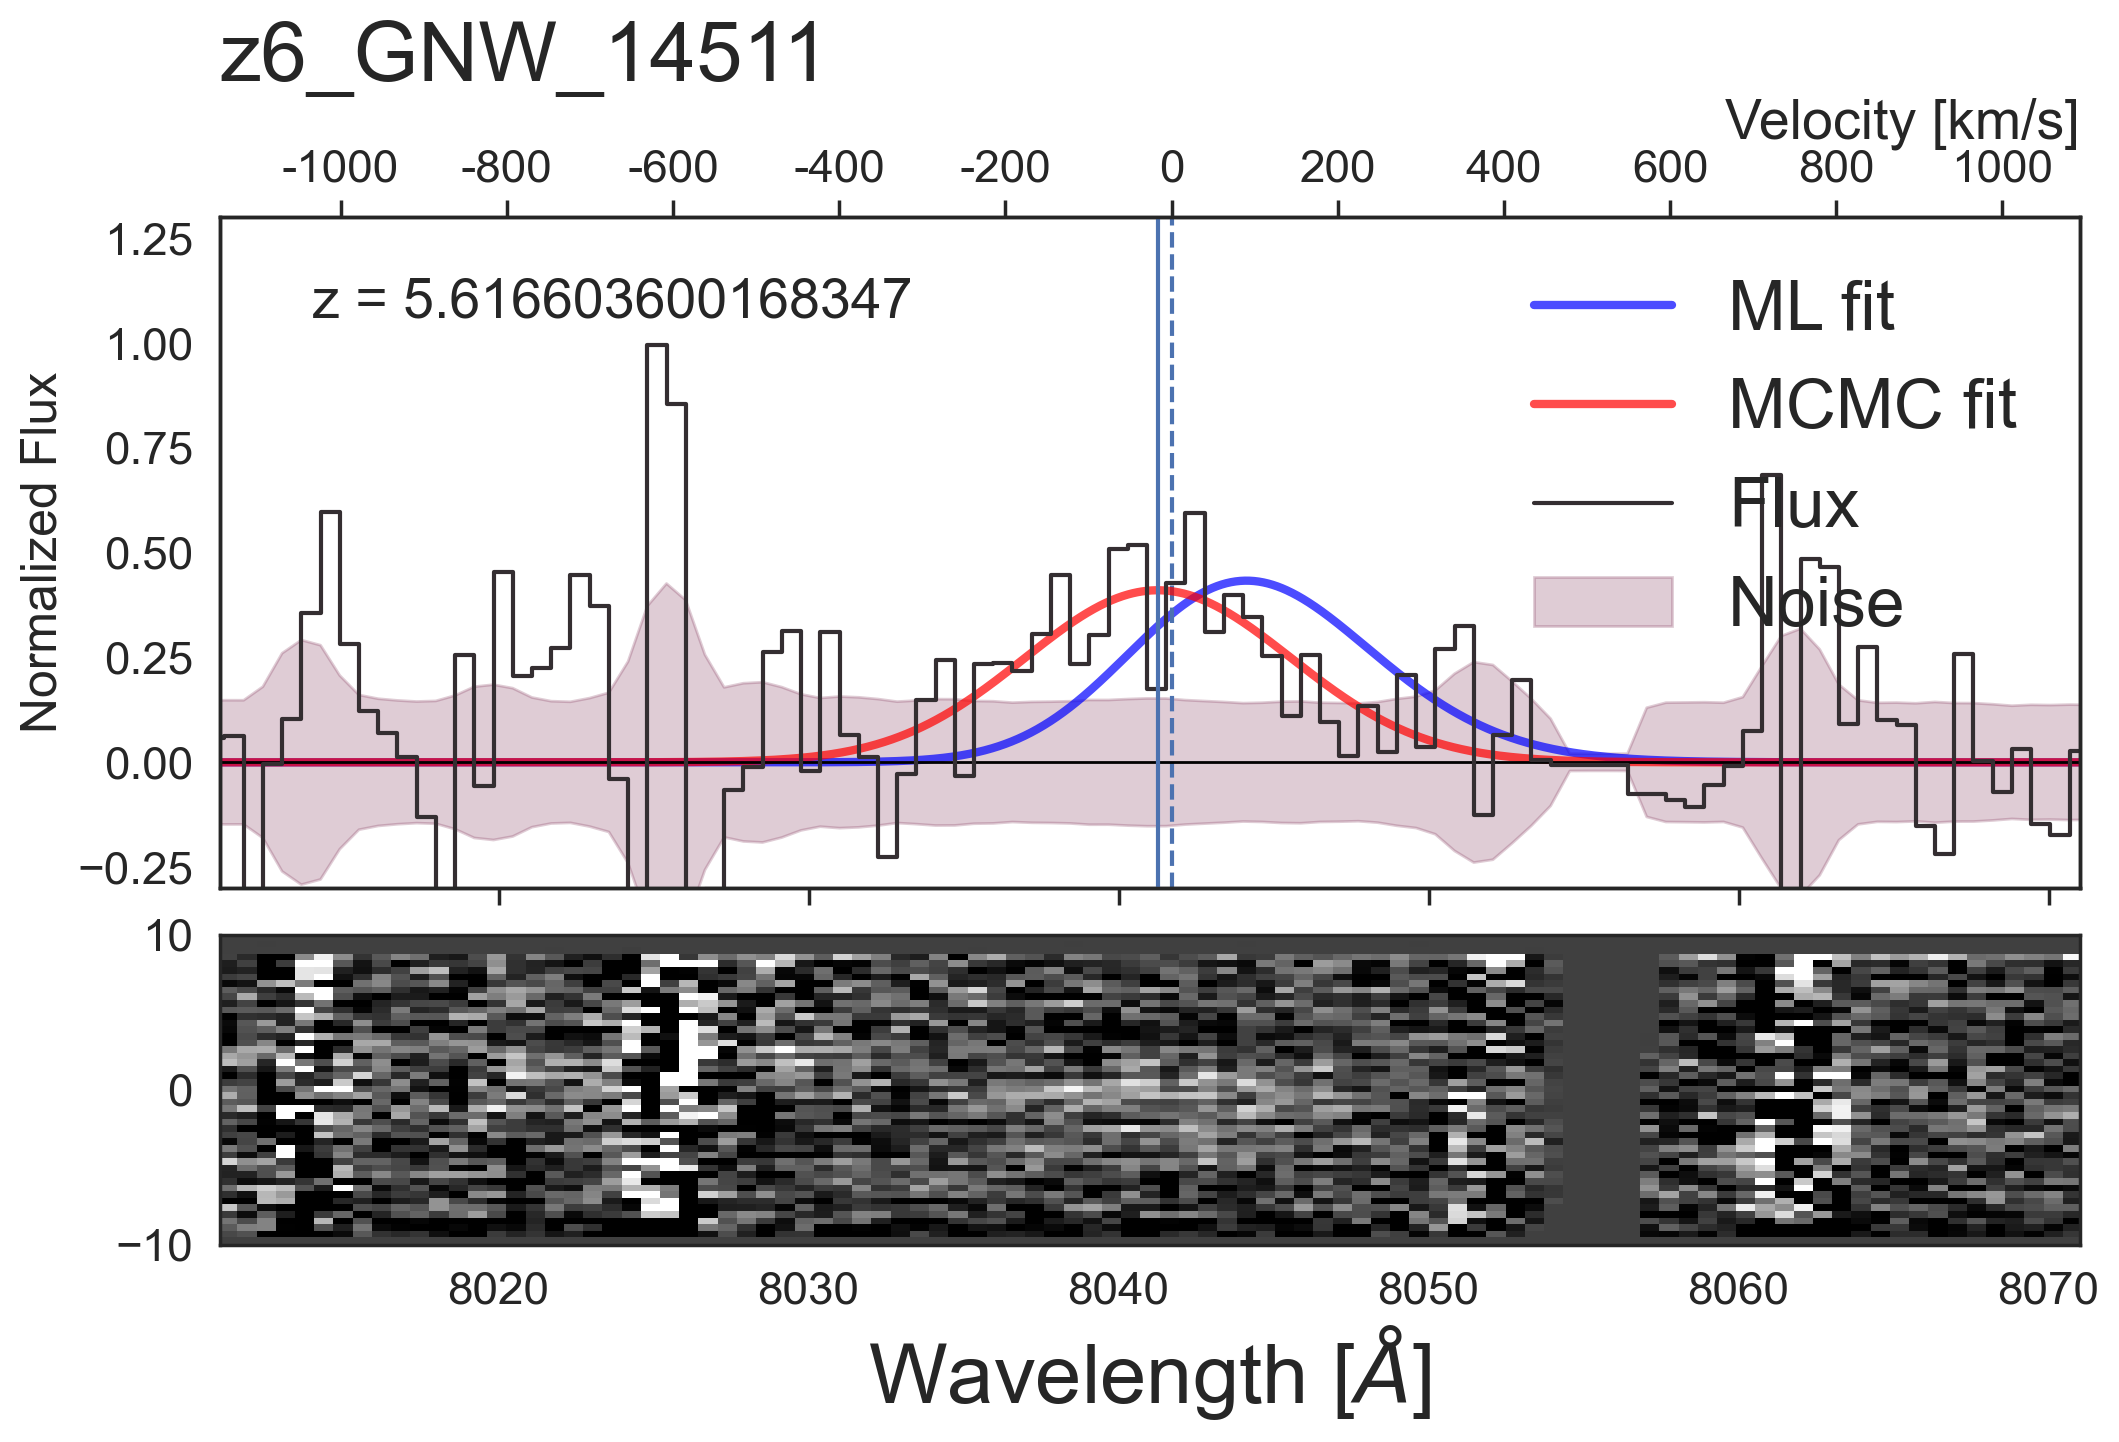 z6_GNW_14511
Velocity [km/s]
-1000 -800 -600 -400 -200 0 200 400 600 800 1000
1.25
1.00
0.75
0.50
0.25
0.00
−0.25
Normalized Flux
z = 5.6166036001683​47
ML fit
MCMC fit
Flux
Noise
10
0
−10
8020 8030 8040 8050 8060 8070
Wavelength [Å]